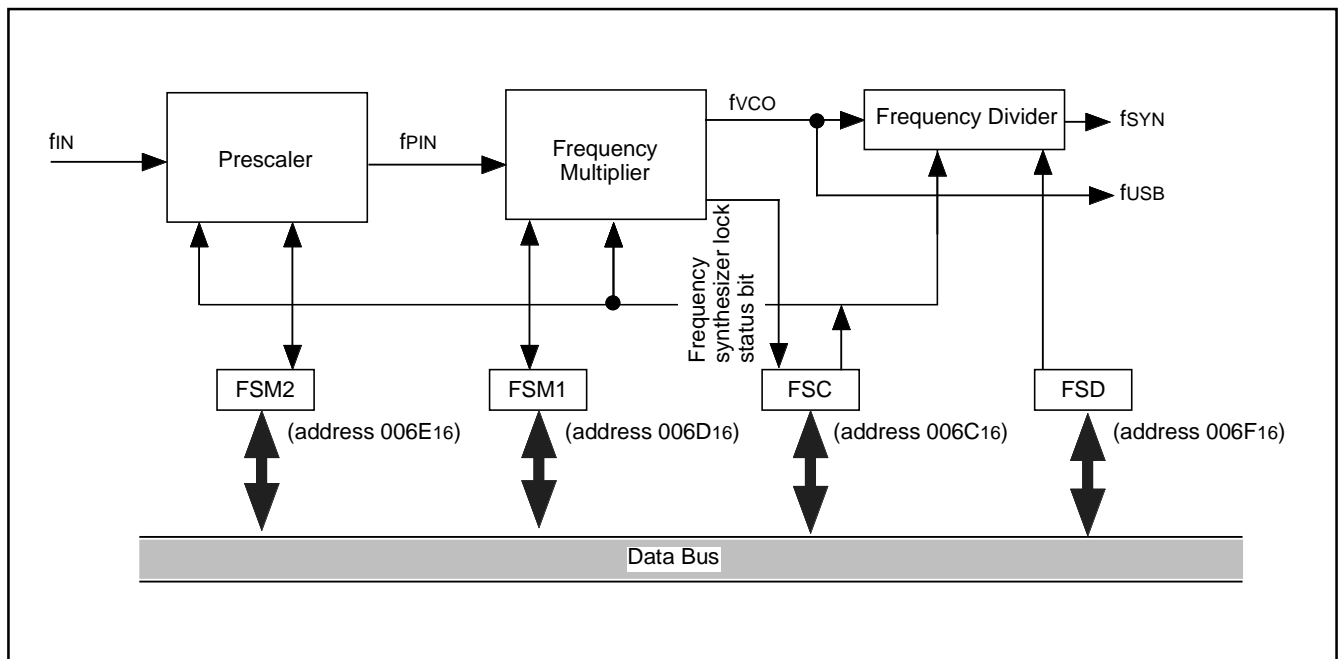 fIN
Prescaler
fPIN
Frequency
Multiplier
fVCO
Frequency Divider
fSYN
fUSB
Frequency
synthesizer lock
status bit
FSM2
(address 006E16)
FSM1
(address 006D16)
FSC
(address 006C16)
FSD
(address 006F16)
Data Bus